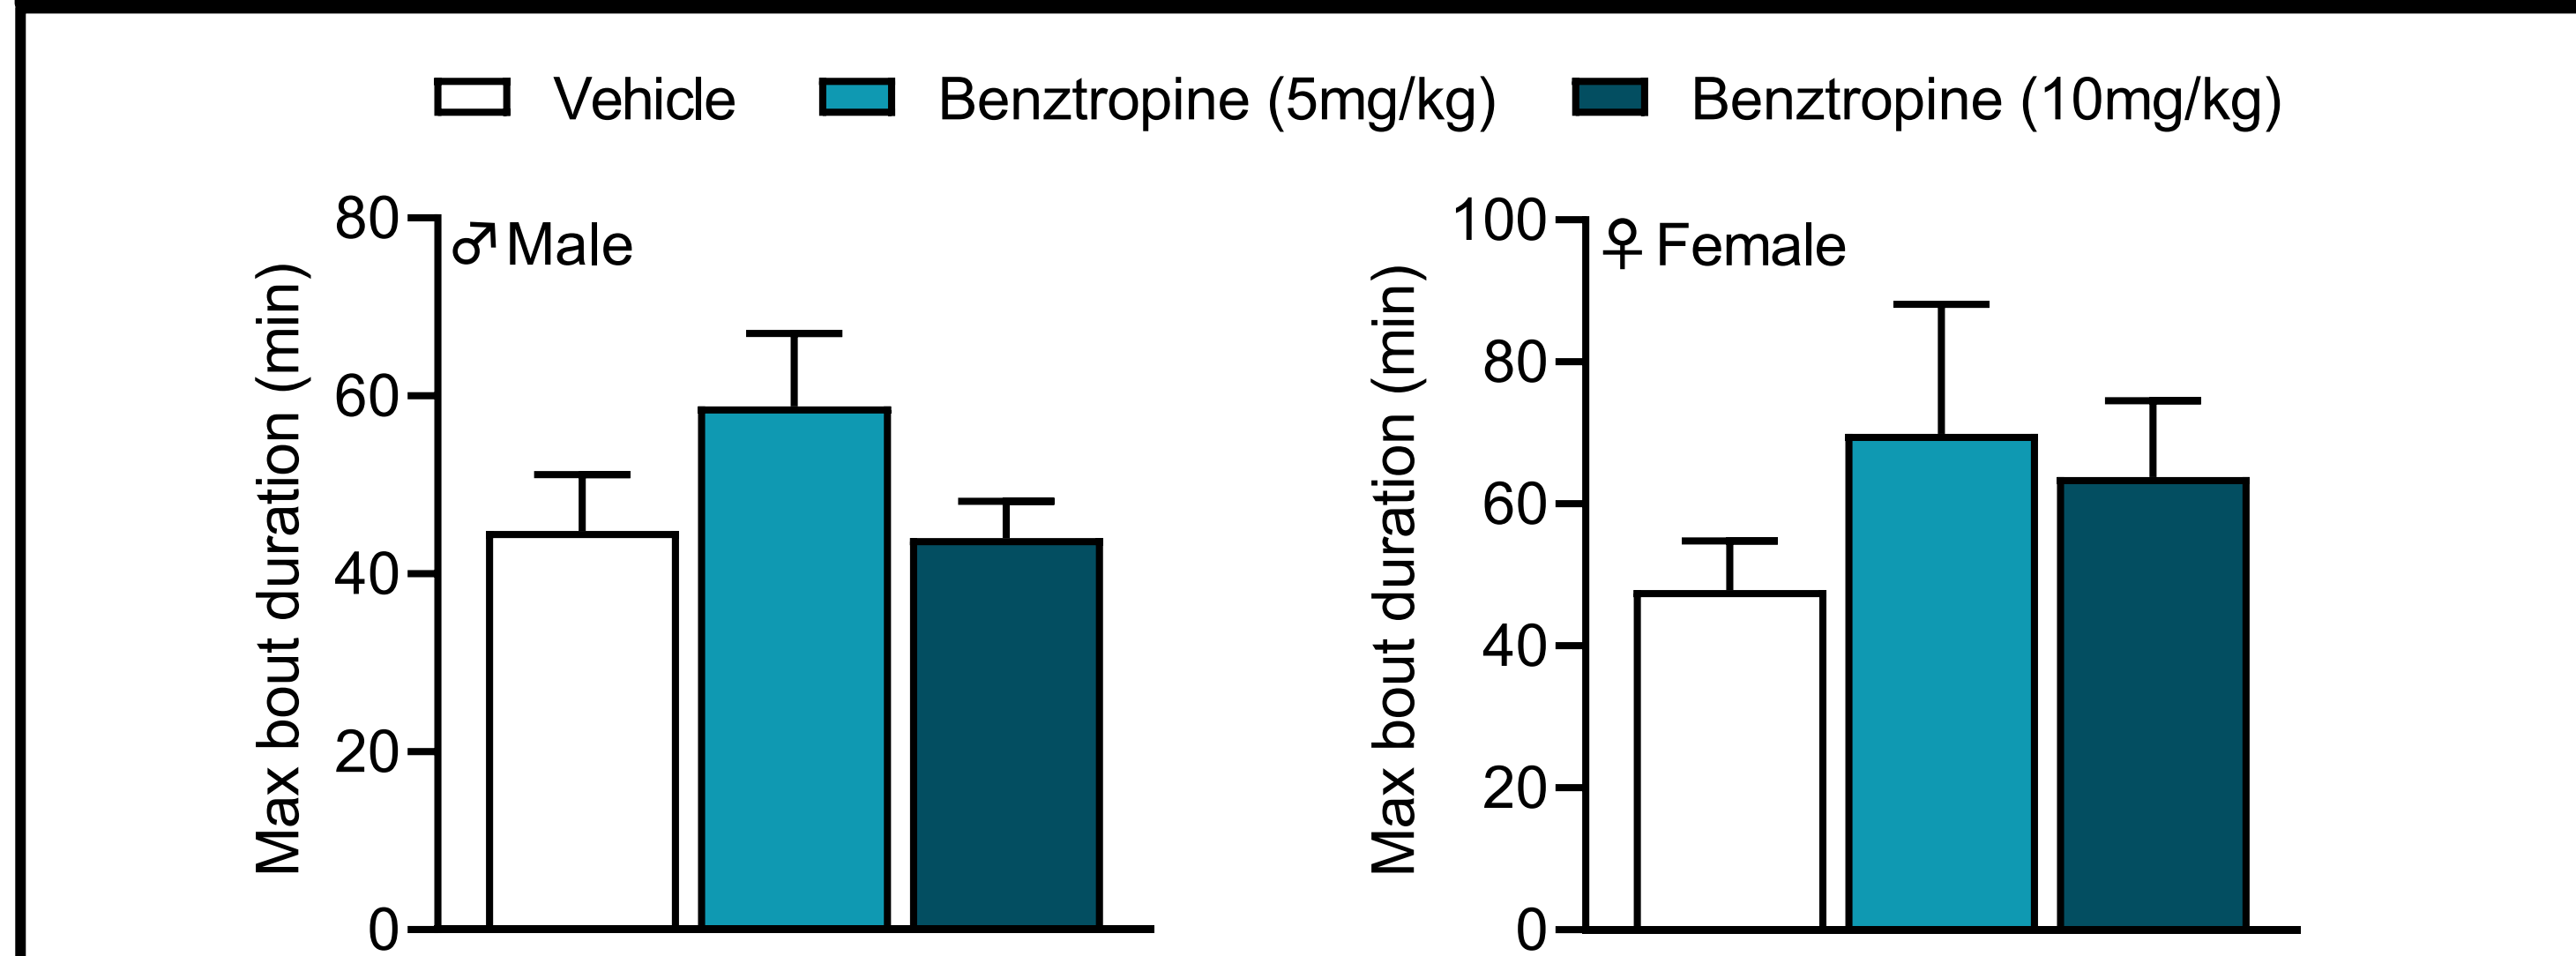 Vehicle Benztropine (5mg/kg) Benztropine (10mg/kg)
♂Male
Max bout duration (min)
80
60
40
20
0
♀Female
Max bout duration (min)
100
80
60
40
20
0